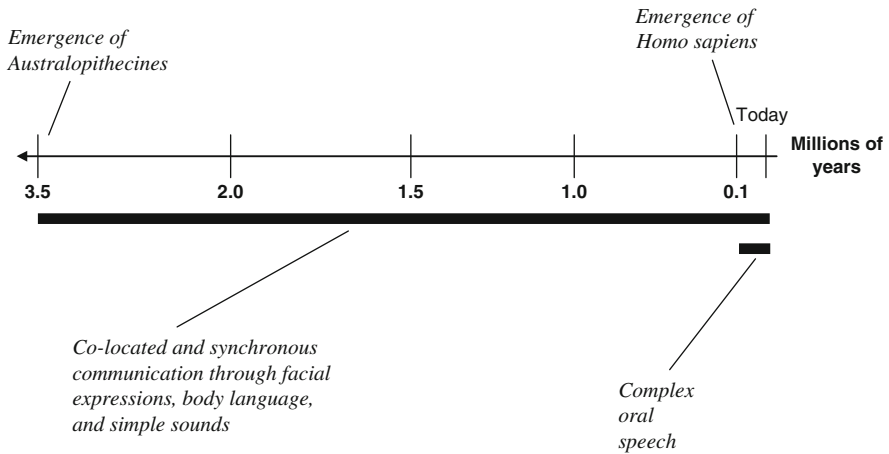 Emergence of
Australopithecines
Emergence of
Homo sapiens
Today
Millions of
years
3.5
2.0
1.5
1.0
0.1
Co-located and synchronous
communication through facial
expressions, body language,
and simple sounds
Complex
oral
speech